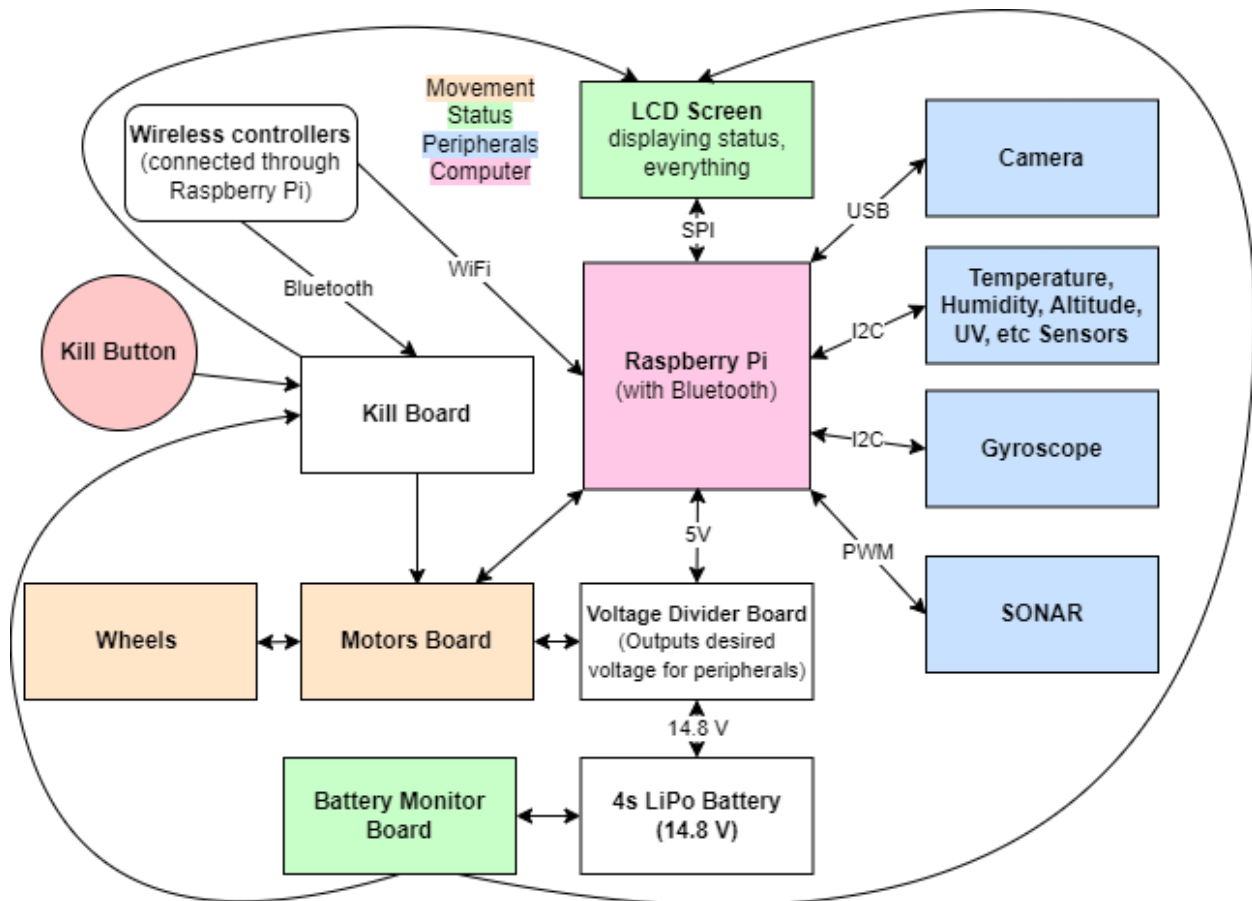 Movement
Status
Peripherals
Computer
LCD Screen
displaying status,
everything
Wireless controllers
(connected through
Raspberry Pi)
Camera
USB
SPI
WiFi
Bluetooth
Temperature,
Humidity, Altitude,
UV, etc Sensors
I2C
Kill Button
Raspberry Pi
(with Bluetooth)
Kill Board
I2C
Gyroscope
5V
PWM
Wheels
Motors Board
Voltage Divider Board
(Outputs desired
voltage for peripherals)
SONAR
14.8 V
Battery Monitor
Board
4s LiPo Battery
(14.8 V)